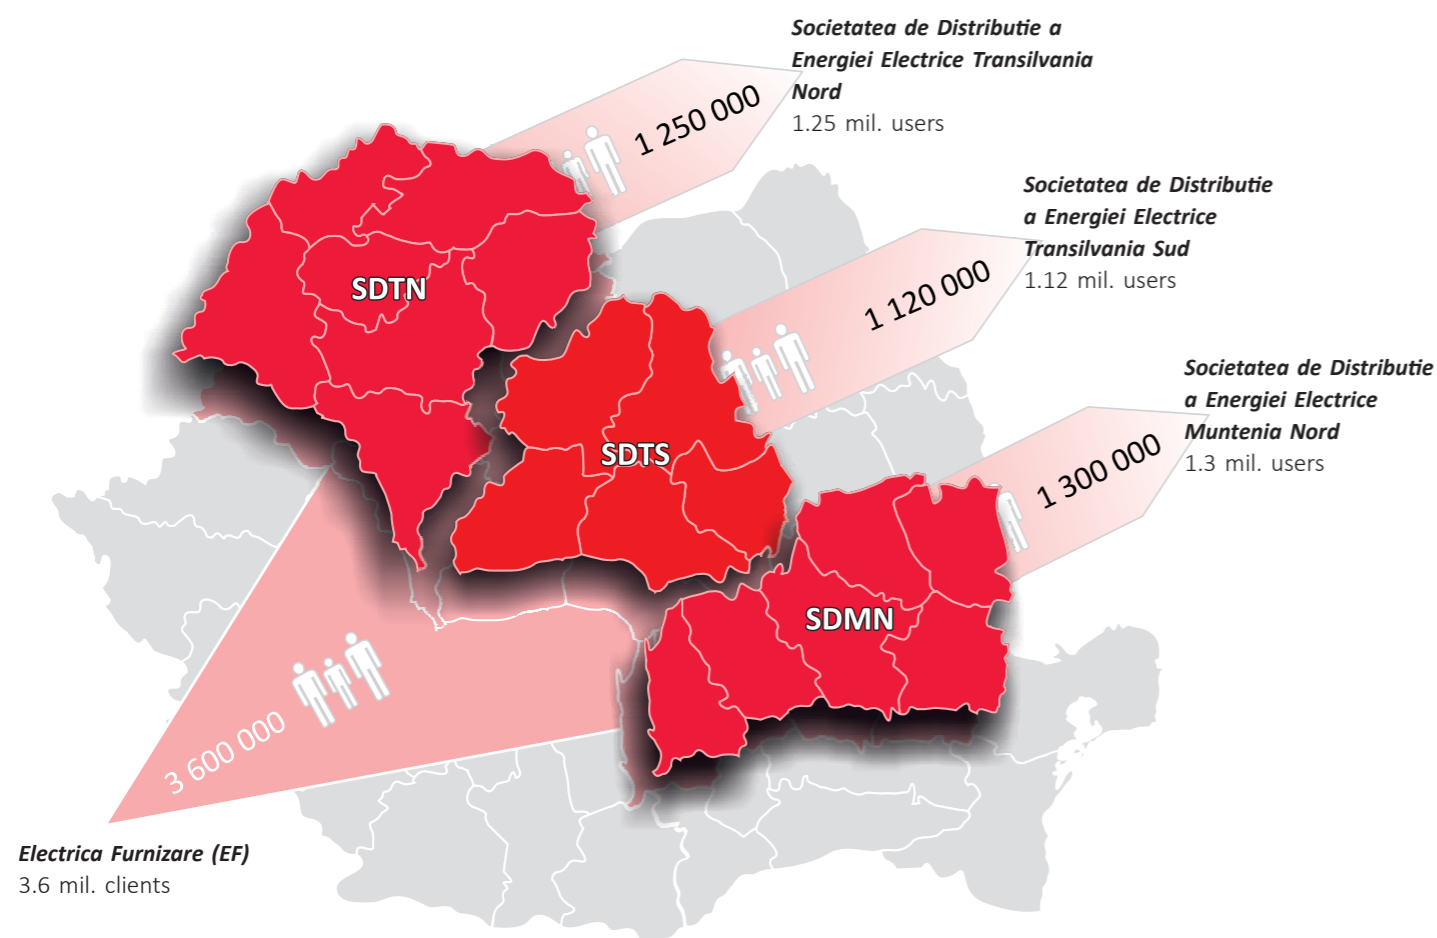 Societatea de Distributie a
Energiei Electrice Transilvania
Nord
1.25 mil. users
1 250 000
Societatea de Distributie
a Energiei Electrice
Transilvania Sud
1.12 mil. users
1 120 000
SDTN
Societatea de Distributie
a Energiei Electrice
Muntenia Nord
1.3 mil. users
1 300 000
SDTS
SDMN
3 600 000
Electrica Furnizare (EF)
3.6 mil. clients